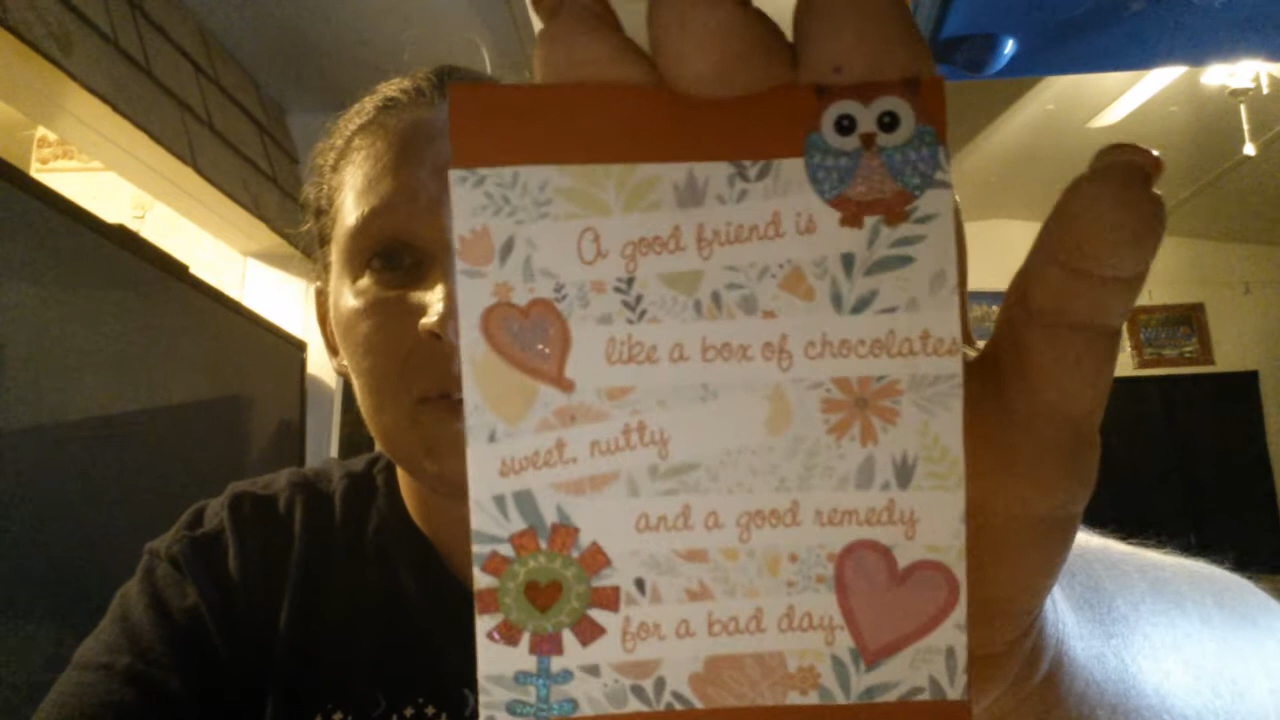 A good friend is
like a box of chocolates
sweet. nutty
and a good remedy
for a bad day.